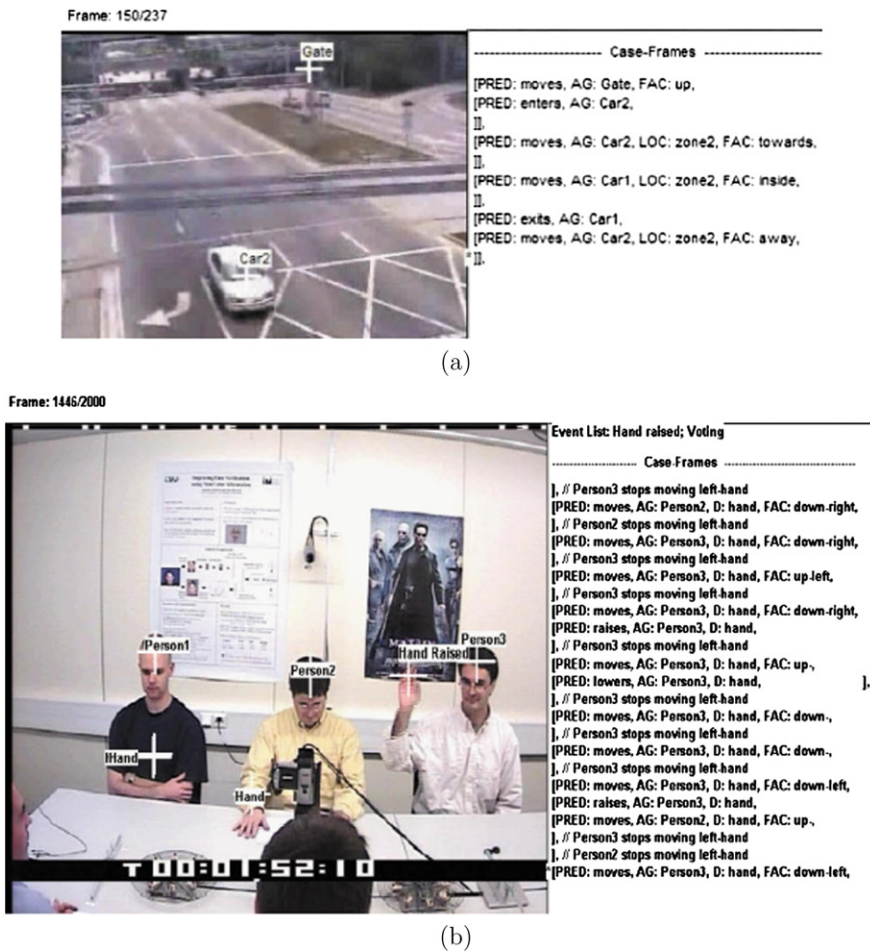 Frame: 150/237
Gate
Car2
---------------------- Case-Frames --------------------
[PRED: moves, AG: Gate, FAC: up,
[PRED: enters, AG: Car2,
]],
[PRED: moves, AG: Car2, LOC: zone2, FAC: towards,
]],
[PRED: moves, AG: Car1, LOC: zone2, FAC: inside,
]],
[PRED: exits, AG: Car1,
[PRED: moves, AG: Car2, LOC: zone2, FAC: away,
*]],
(a)
Frame: 1446/2000
Improving Face Verification
using Skin Color Information
Person1
Person2
Person3
Hand Raised
Hand
Hand
T 00:01:52:10
Event List: Hand raised; Voting
---------------------- Case-Frames --------------------------------
], // Person3 stops moving left-hand
[PRED: moves, AG: Person2, D: hand, FAC: down-right,
], // Person2 stops moving left-hand
[PRED: moves, AG: Person3, D: hand, FAC: down-right,
], // Person3 stops moving left-hand
[PRED: moves, AG: Person3, D: hand, FAC: up-left,
], // Person3 stops moving left-hand
[PRED: moves, AG: Person3, D: hand, FAC: down-right,
[PRED: raises, AG: Person3, D: hand,
], // Person3 stops moving left-hand
[PRED: moves, AG: Person3, D: hand, FAC: up-,
[PRED: lowers, AG: Person3, D: hand, ],
], // Person3 stops moving left-hand
[PRED: moves, AG: Person3, D: hand, FAC: down-,
], // Person3 stops moving left-hand
[PRED: moves, AG: Person3, D: hand, FAC: down-,
], // Person3 stops moving left-hand
[PRED: moves, AG: Person3, D: hand, FAC: down-left,
[PRED: raises, AG: Person3, D: hand,
[PRED: moves, AG: Person2, D: hand, FAC: up-,
], // Person3 stops moving left-hand
], // Person2 stops moving left-hand
*[PRED: moves, AG: Person3, D: hand, FAC: down-left,
(b)